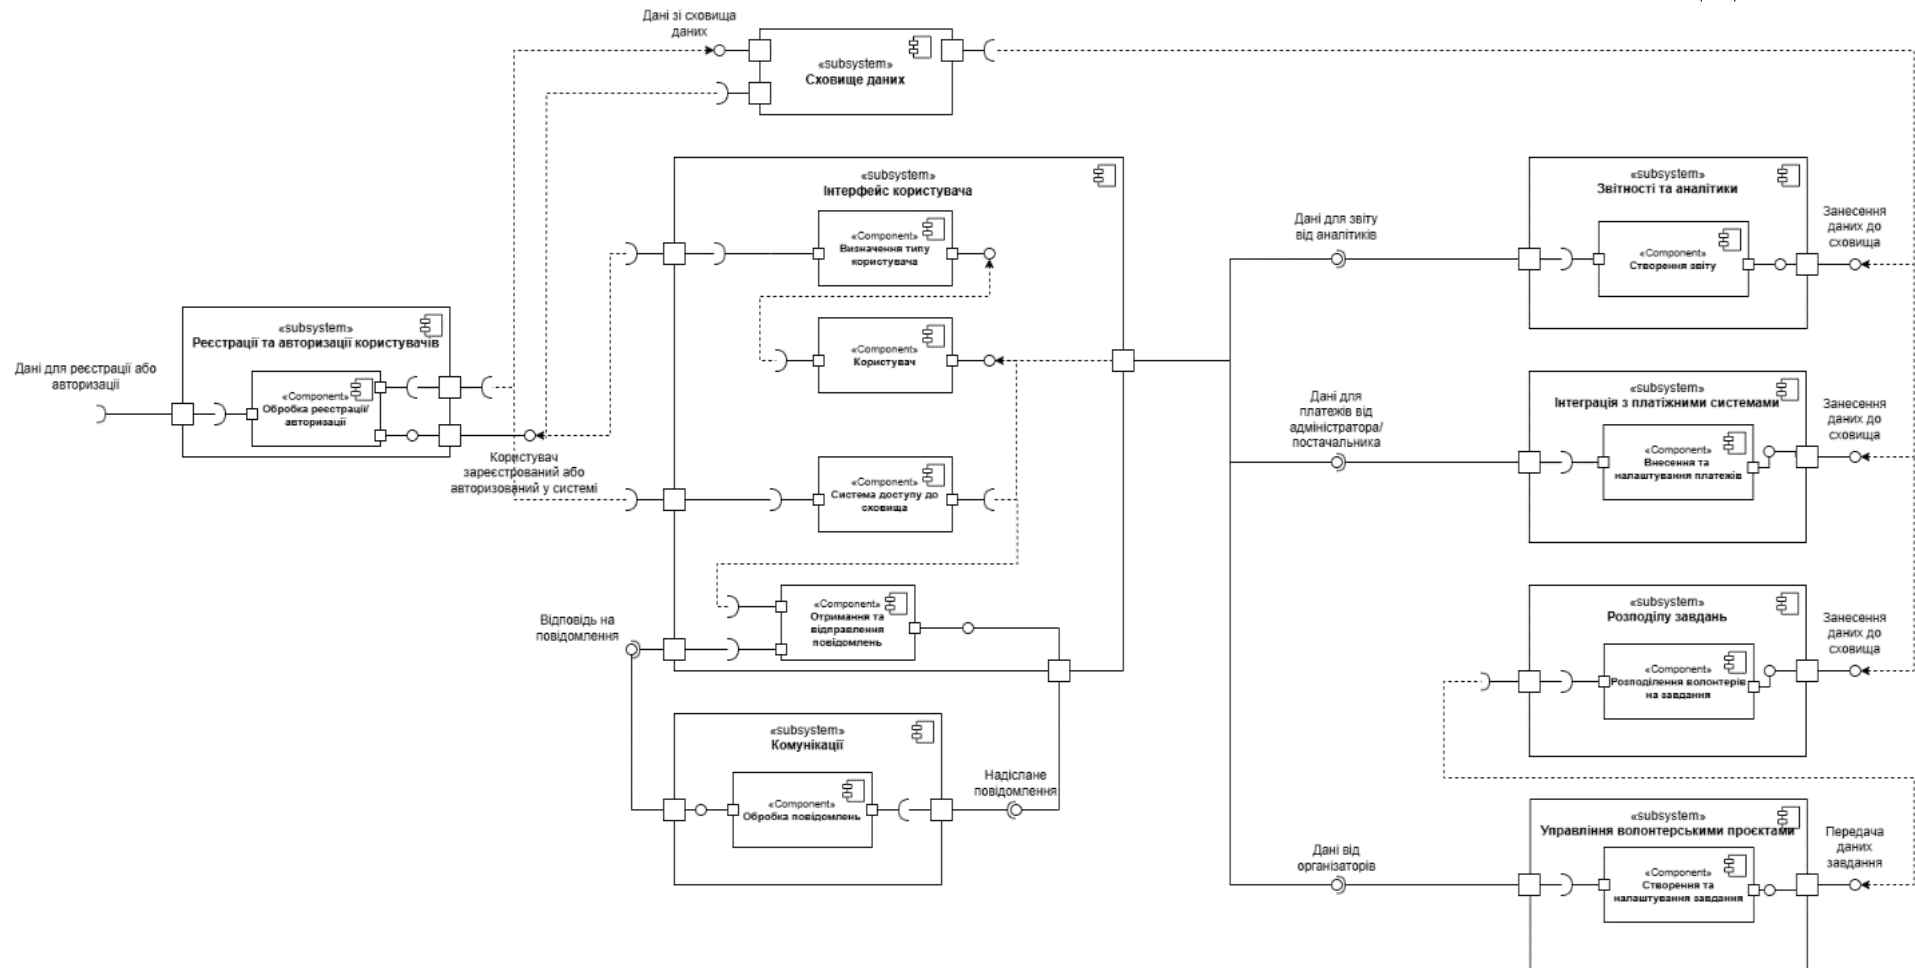 Дані зі сховища
даних
«subsystem»
Сховище даних
«subsystem»
Інтерфейс користувача
«Component»
Визначення типу
користувача
«Component»
Користувач
«Component»
Система доступу до
сховища
«Component»
Отримання та
відправлення
повідомлень
«subsystem»
Реєстрації та авторизації користувачів
«Component»
Обробка реєстрації/
авторизації
Дані для реєстрації або
авторизації
Користувач
зареєстрований або
авторизований у системі
Відповідь на
повідомлення
«subsystem»
Комунікації
«Component»
Обробка повідомлень
Надіслане
повідомлення
Дані для звіту
від аналітиків
«subsystem»
Звітності та аналітики
«Component»
Створення звіту
Занесення
даних до
сховища
Дані для
платежів від
адміністратора/
постачальника
«subsystem»
Інтеграція з платіжними системами
«Component»
Внесення та
налаштування платежів
Занесення
даних до
сховища
«subsystem»
Розподілу завдань
«Component»
Розподілення волонтерів
на завдання
Занесення
даних до
сховища
Дані від
організаторів
«subsystem»
Управління волонтерськими проєктами
«Component»
Створення та
налаштування завдання
Передача
даних
завдання